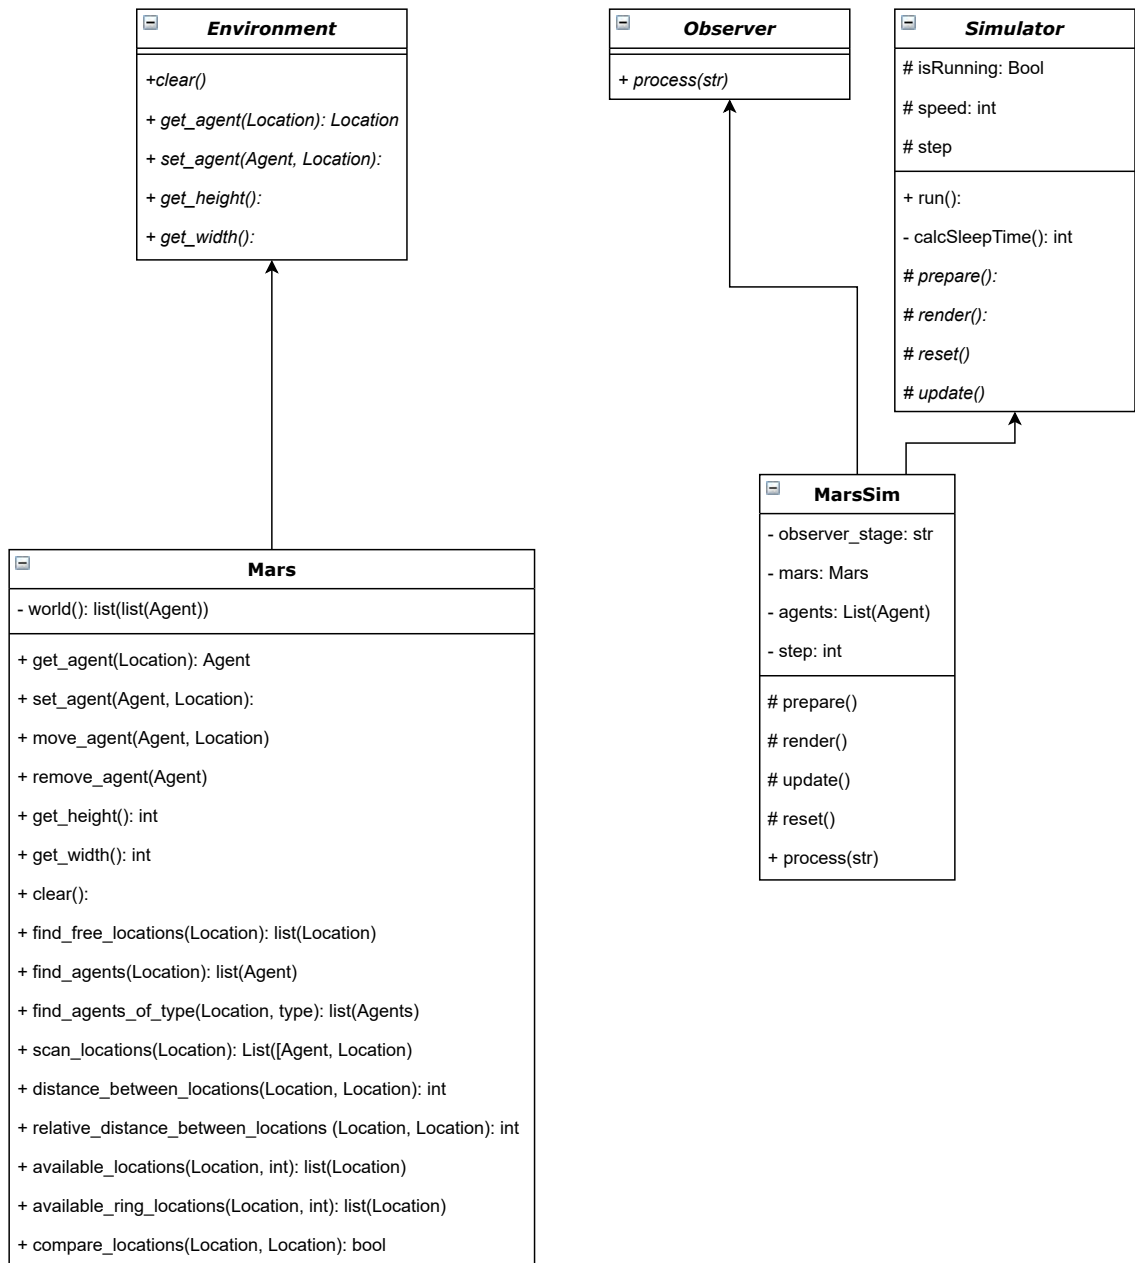 Environment
+clear()
+ get_agent(Location): Location
+ set_agent(Agent, Location):
+ get_height():
+ get_width():
Observer
+ process(str)
Simulator
# isRunning: Bool
# speed: int
# step
+ run():
- calcSleepTime(): int
# prepare():
# render():
# reset()
# update()
MarsSim
- observer_stage: str
- mars: Mars
- agents: List(Agent)
- step: int
# prepare()
# render()
# update()
# reset()
+ process(str)
Mars
- world(): list(list(Agent))
+ get_agent(Location): Agent
+ set_agent(Agent, Location):
+ move_agent(Agent, Location)
+ remove_agent(Agent)
+ get_height(): int
+ get_width(): int
+ clear():
+ find_free_locations(Location): list(Location)
+ find_agents(Location): list(Agent)
+ find_agents_of_type(Location, type): list(Agents)
+ scan_locations(Location): List([Agent, Location)
+ distance_between_locations(Location, Location): int
+ relative_distance_between_locations (Location, Location): int
+ available_locations(Location, int): list(Location)
+ available_ring_locations(Location, int): list(Location)
+ compare_locations(Location, Location): bool